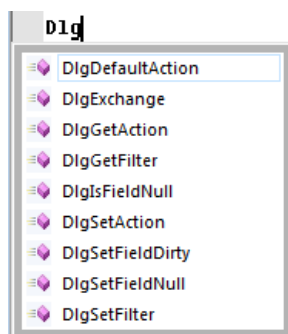 Dlg
DlgDefaultAction
DlgExchange
DlgGetAction
DlgGetFilter
DlgIsFieldNull
DlgSetAction
DlgSetFieldDirty
DlgSetFieldNull
DlgSetFilter